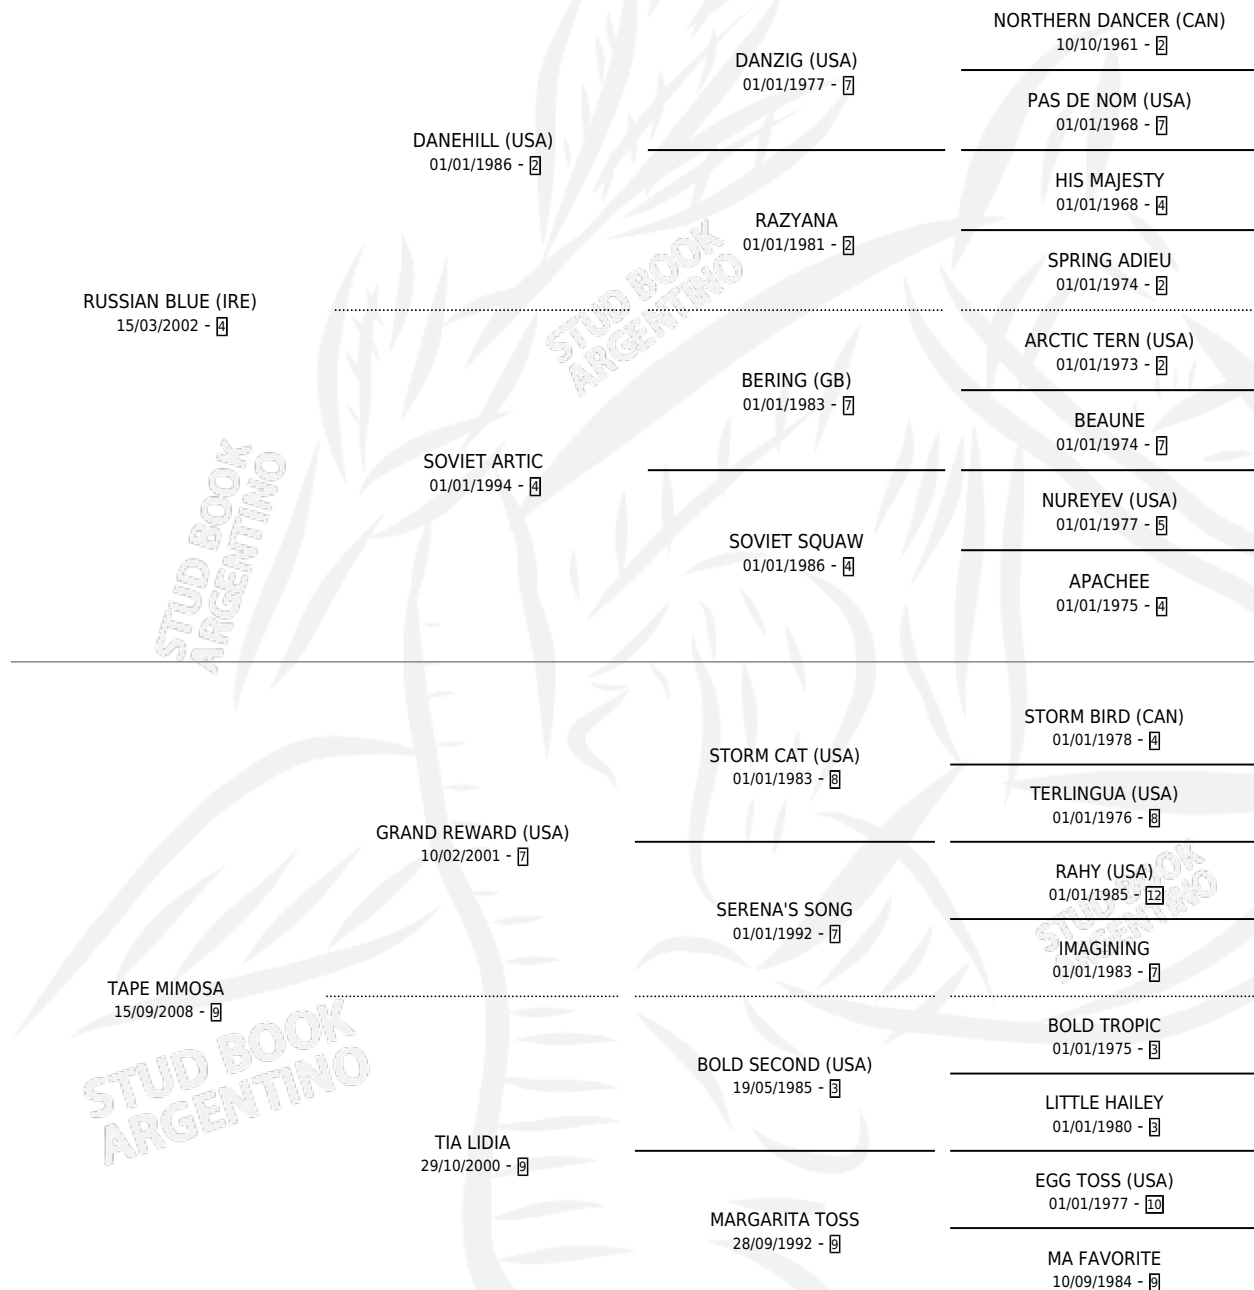 NORTHERN DANCER (CAN)
10/10/1961 - 2
DANZIG (USA)
01/01/1977 - 7
PAS DE NOM (USA)
01/01/1968 - 7
DANEHILL (USA)
01/01/1986 - 2
HIS MAJESTY
01/01/1968 - 4
RAZYANA
01/01/1981 - 2
SPRING ADIEU
01/01/1974 - 2
RUSSIAN BLUE (IRE)
15/03/2002 - 4
STUD BOOK
ARGENTINO
ARCTIC TERN (USA)
01/01/1973 - 2
BERING (GB)
01/01/1983 - 7
BEAUNE
01/01/1974 - 7
SOVIET ARTIC
01/01/1994 - 4
NUREYEV (USA)
01/01/1977 - 5
SOVIET SQUAW
01/01/1986 - 4
APACHEE
01/01/1975 - 4
STUD BOOK
ARGENTINO
STORM BIRD (CAN)
01/01/1978 - 4
STORM CAT (USA)
01/01/1983 - 8
TERLINGUA (USA)
01/01/1976 - 8
GRAND REWARD (USA)
10/02/2001 - 7
RAHY (USA)
01/01/1985 - 12
STUD BOOK
ARGENTINO
SERENA'S SONG
01/01/1992 - 7
IMAGINING
01/01/1983 - 7
TAPE MIMOSA
15/09/2008 - 9
STUD BOOK
ARGENTINO
BOLD TROPIC
01/01/1975 - 3
BOLD SECOND (USA)
19/05/1985 - 3
LITTLE HAILEY
01/01/1980 - 3
TIA LIDIA
29/10/2000 - 9
EGG TOSS (USA)
01/01/1977 - 10
MARGARITA TOSS
28/09/1992 - 9
MA FAVORITE
10/09/1984 - 9